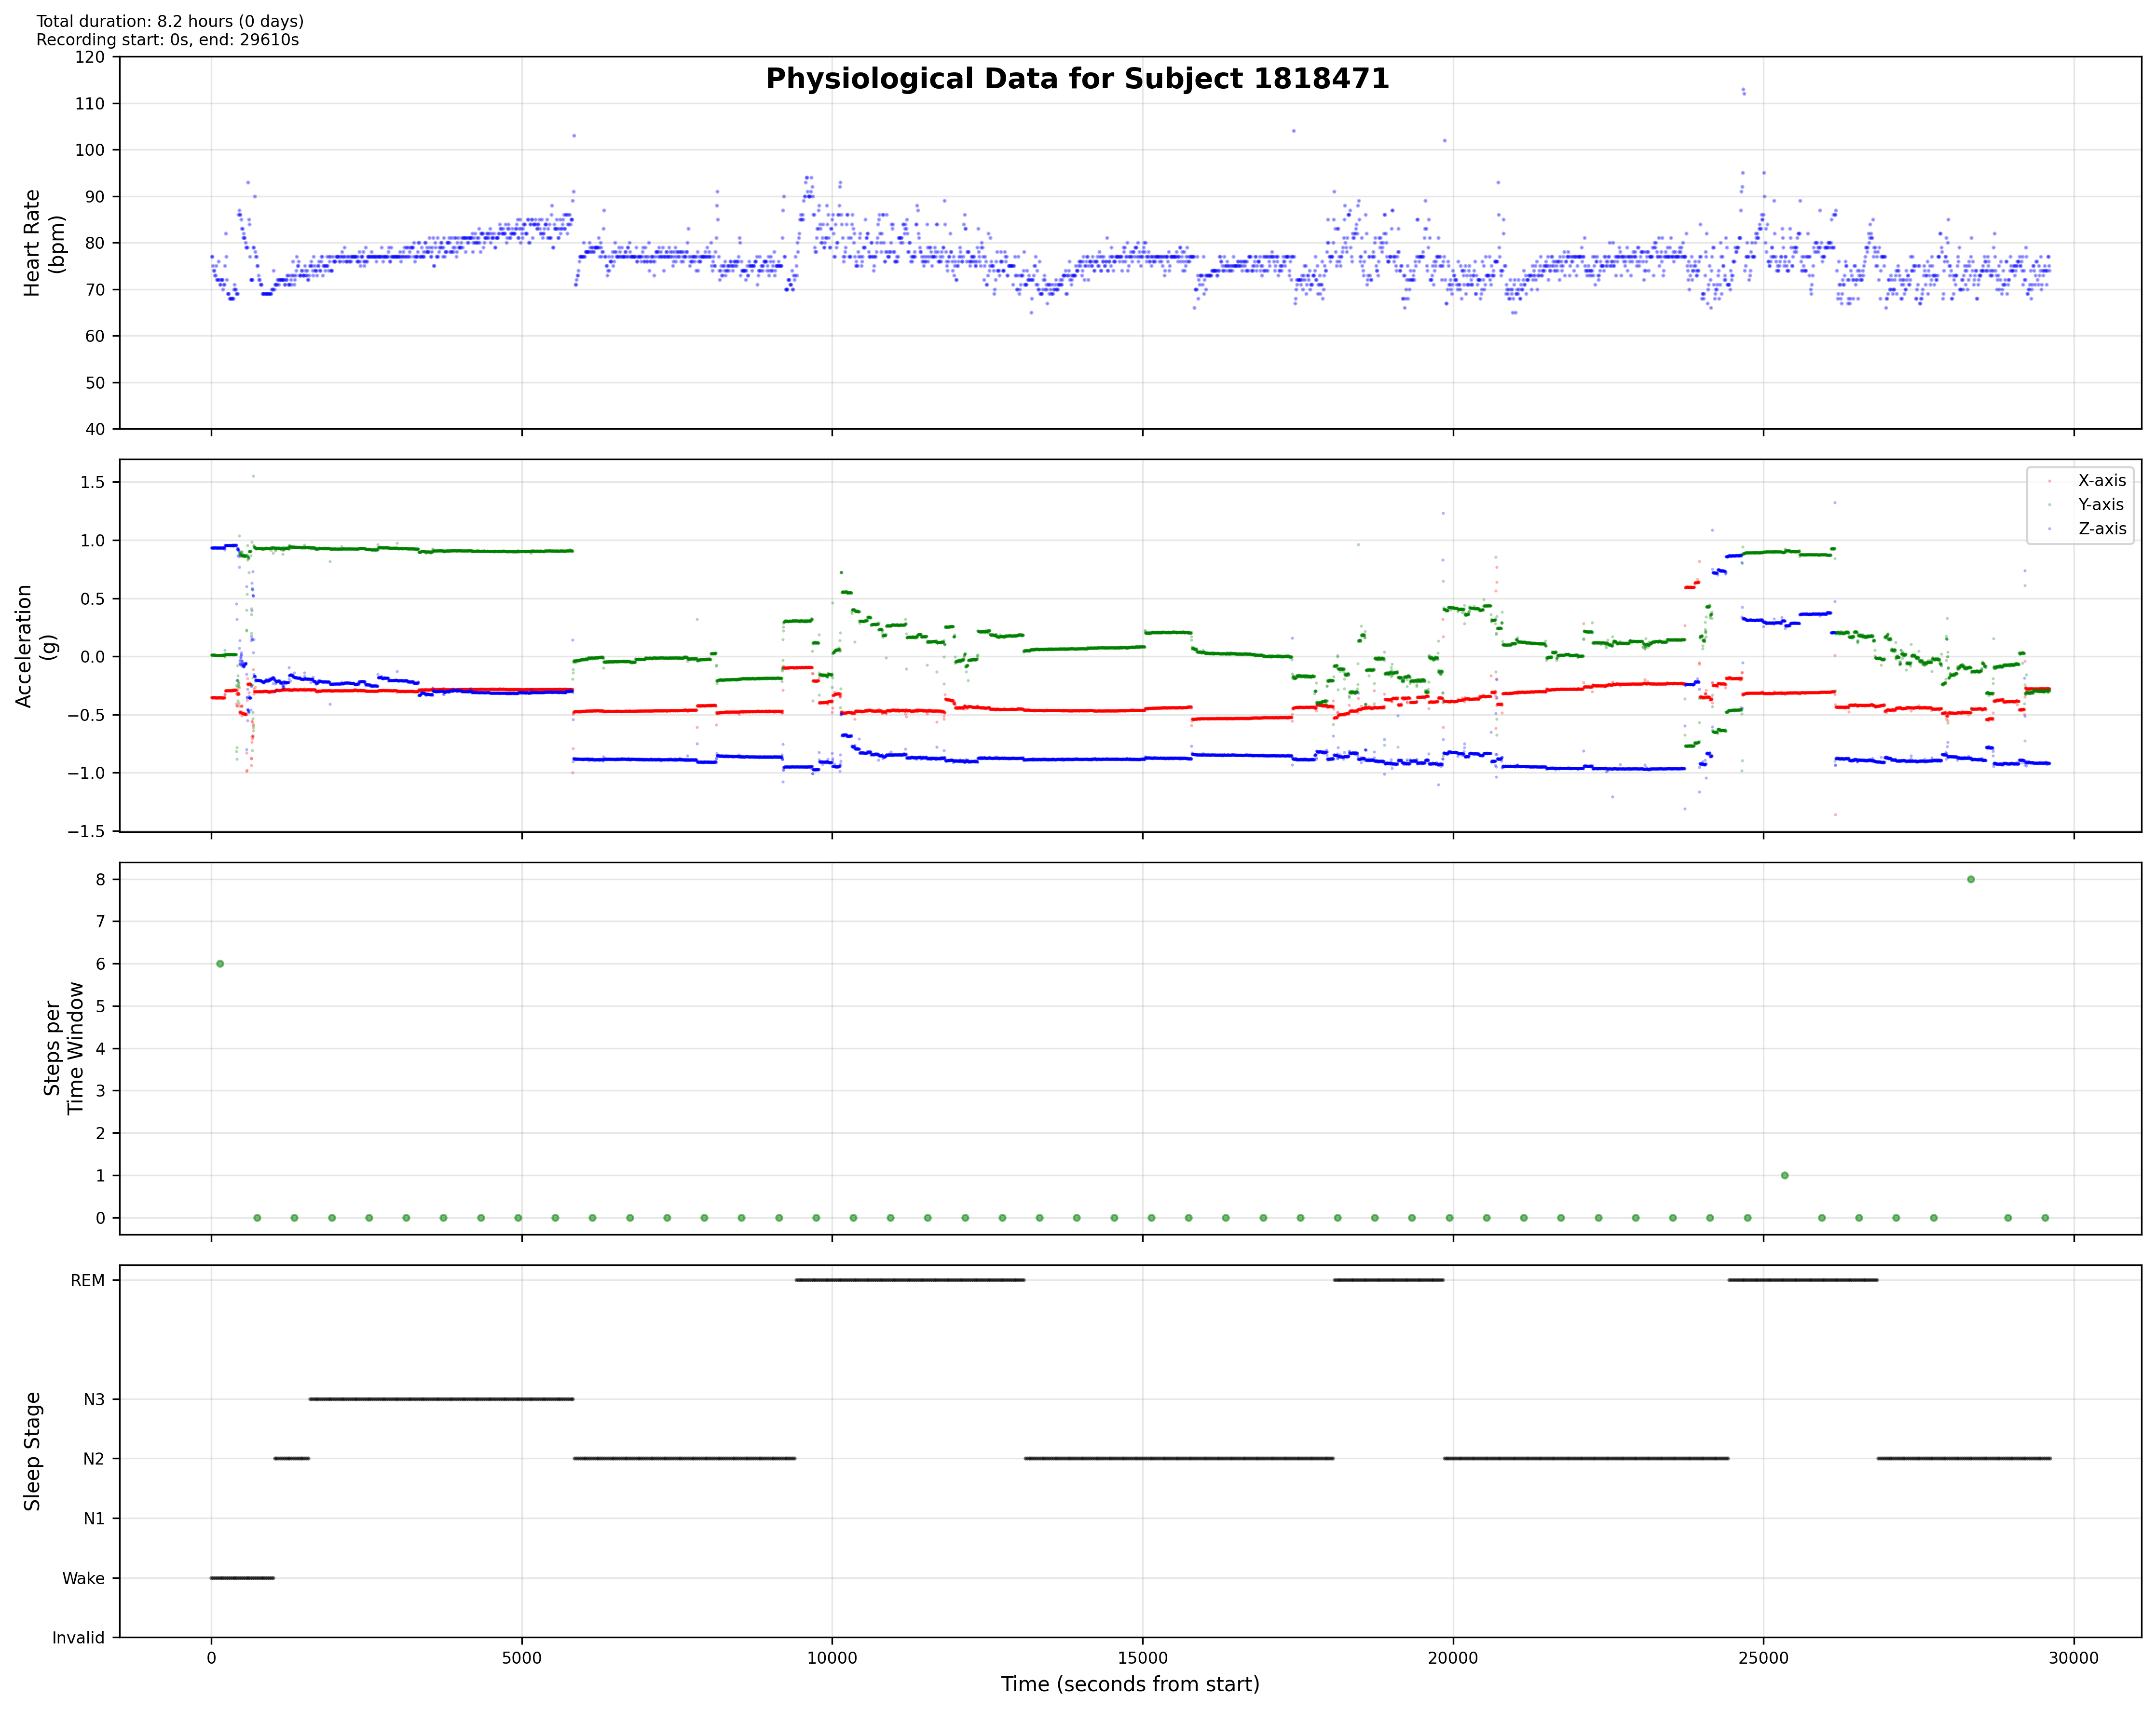 Total duration: 8.2 hours (0 days)
Recording start: 0s, end: 29610s
Physiological Data for Subject 1818471
Heart Rate
(bpm)
120
110
100
90
80
70
60
50
40
Acceleration
(g)
1.5
1.0
0.5
0.0
−0.5
−1.0
−1.5
X-axis
Y-axis
Z-axis
Steps per
Time Window
8
7
6
5
4
3
2
1
0
Sleep Stage
REM
N3
N2
N1
Wake
Invalid
0
5000
10000
15000
20000
25000
30000
Time (seconds from start)